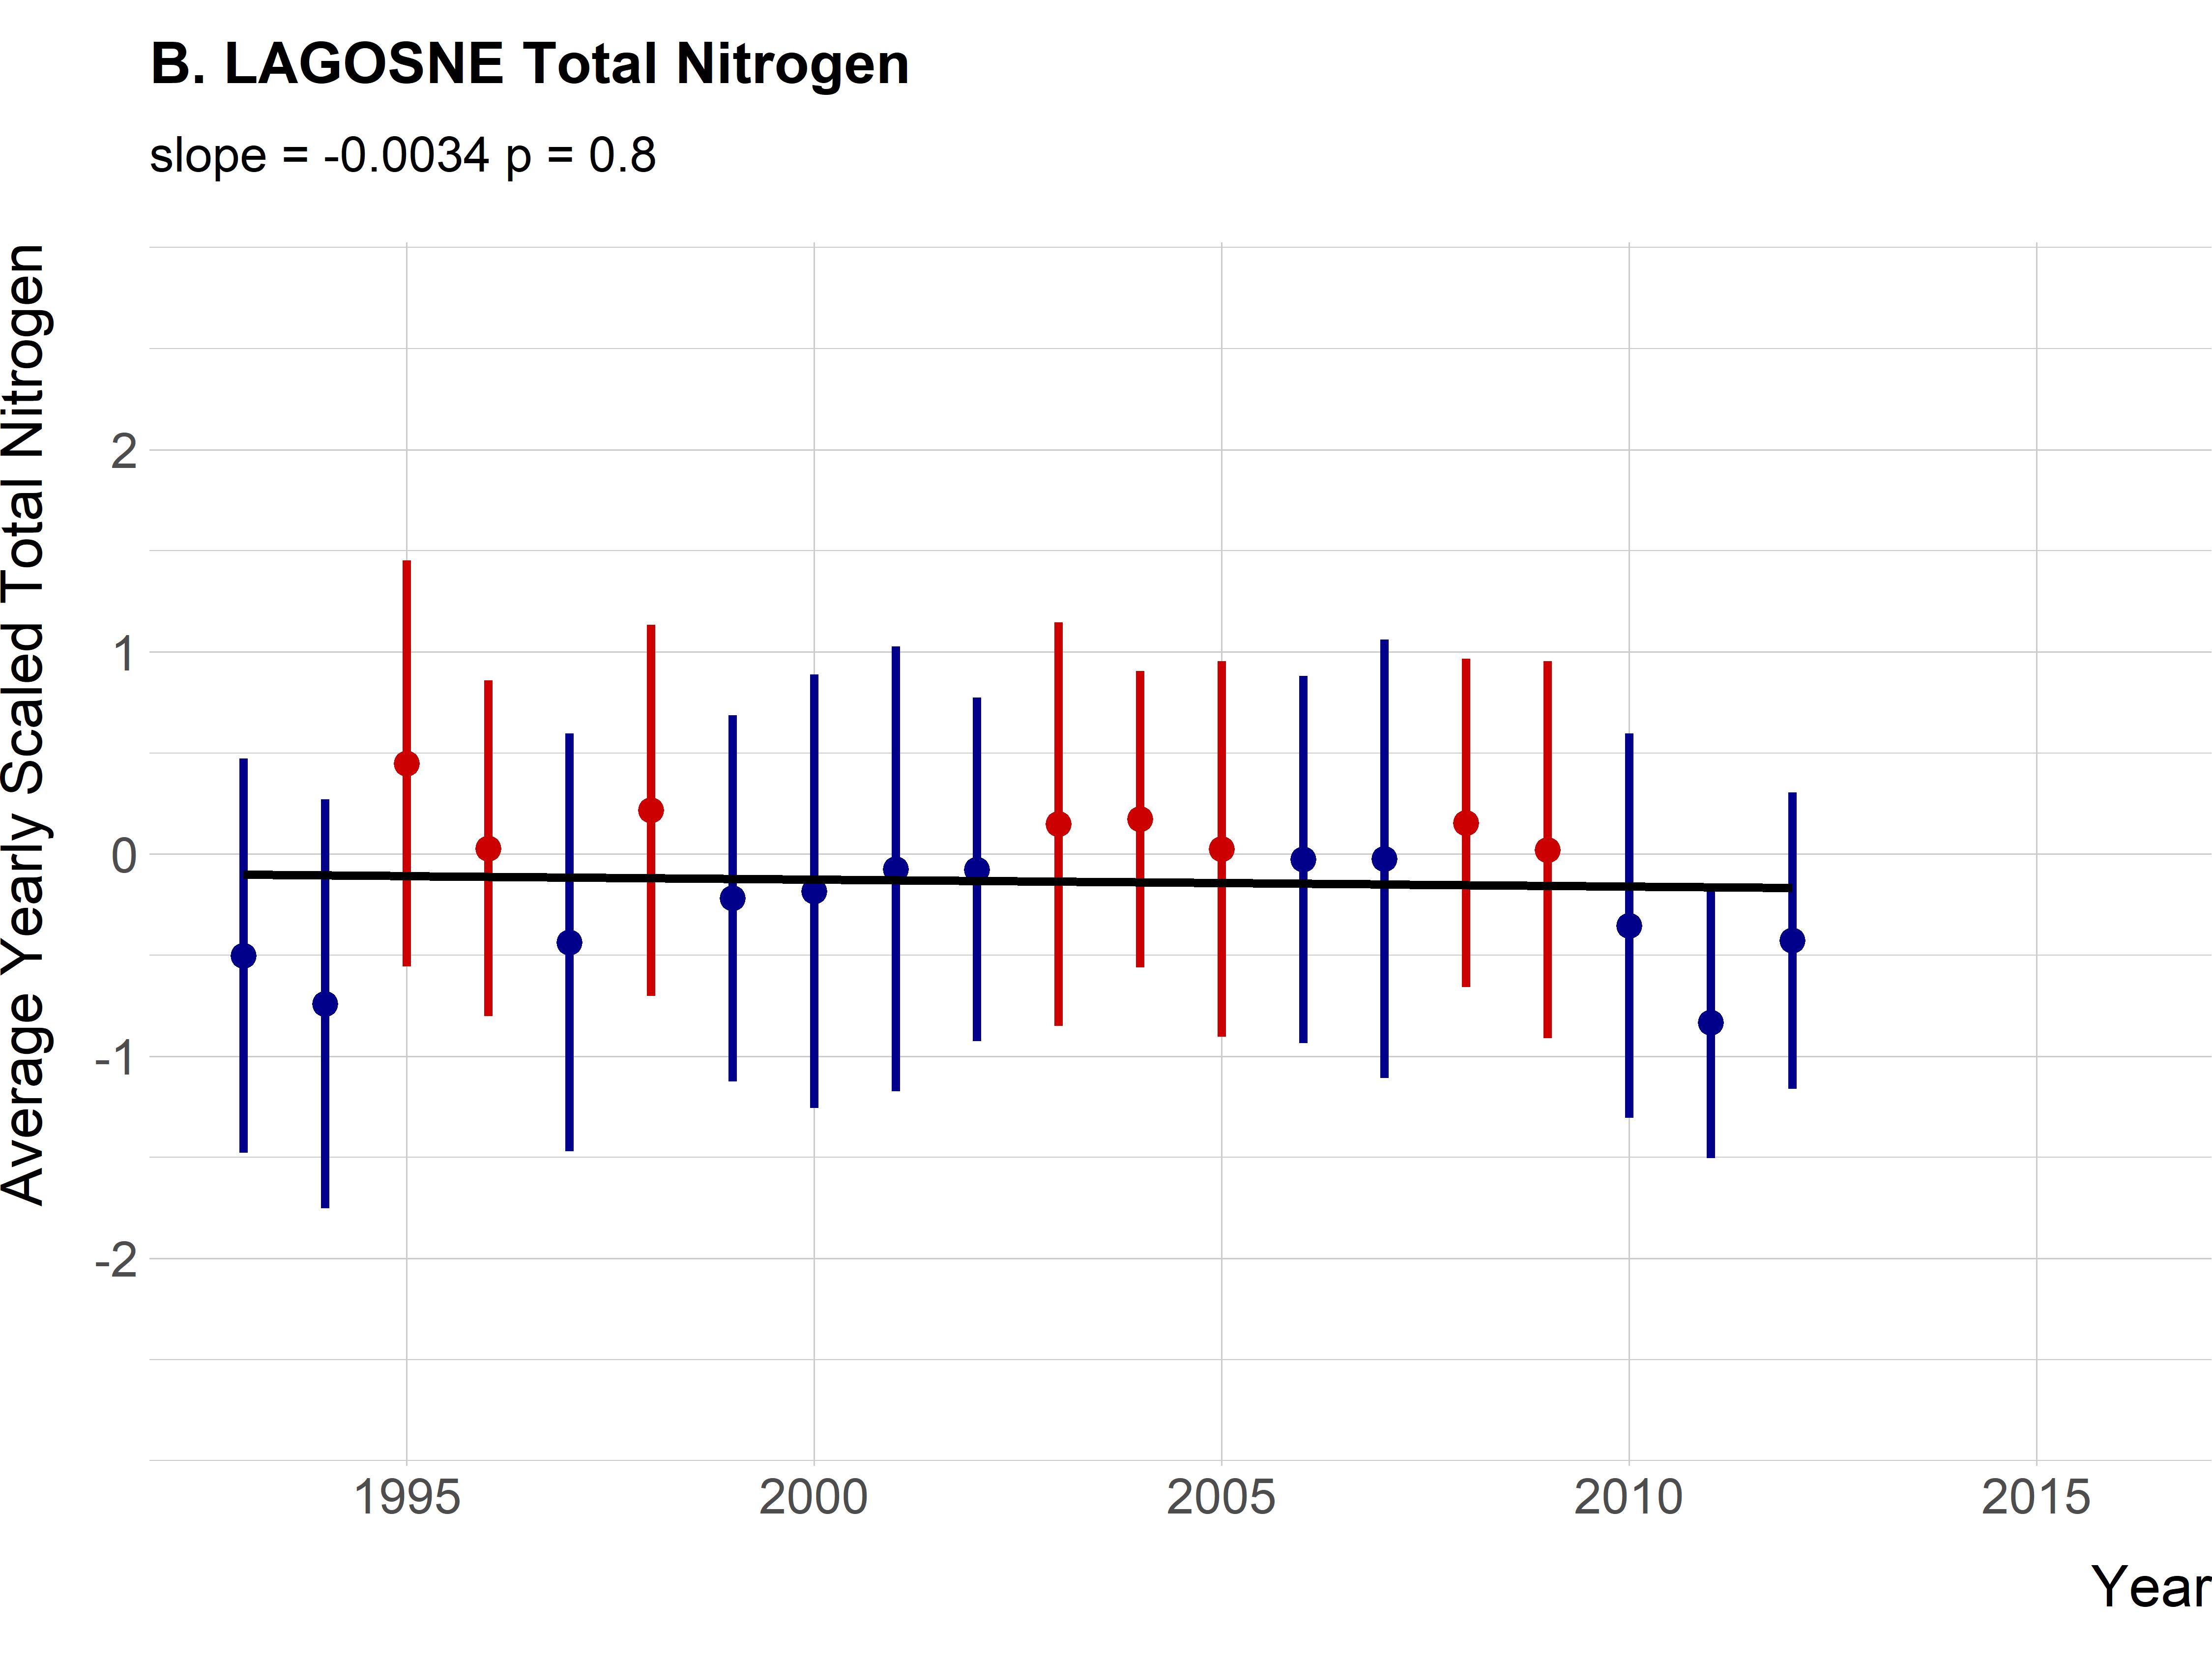 B. LAGOSNE Total Nitrogen
slope = -0.0034 p = 0.8
Average Yearly Scaled Total Nitrogen
2
1
0
-1
-2
1995
2000
2005
2010
2015
Year